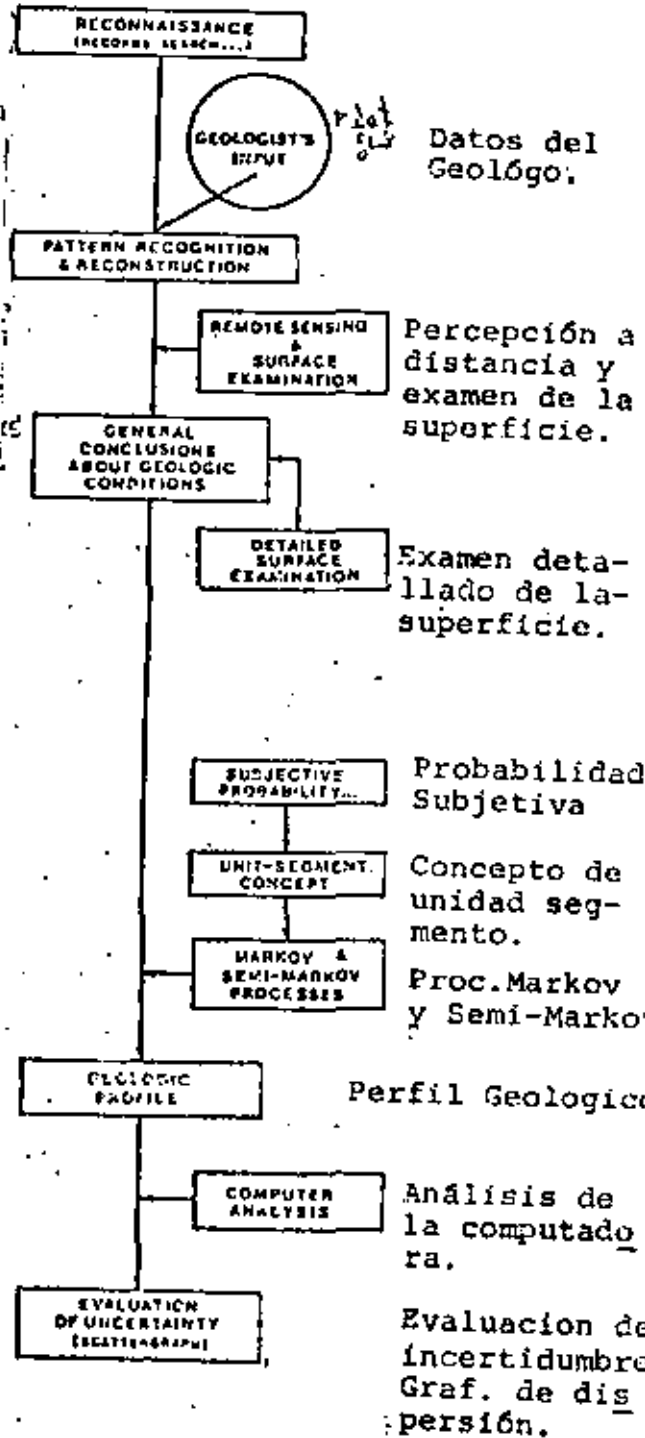 RECONNAISSANCE
(RECORDS SEARCH...)
GEOLOGIST'S
INPUT
Datos del
Geológo.
PATTERN RECOGNITION
& RECONSTRUCTION
REMOTE SENSING
&
SURFACE
EXAMINATION
Percepción a
distancia y
examen de la
superficie.
GENERAL
CONCLUSIONS
ABOUT GEOLOGIC
CONDITIONS
DETAILED
SURFACE
EXAMINATION
Examen deta-
llado de la-
superficie.
SUBJECTIVE
PROBABILITY...
Probabilidad
Subjetiva
UNIT-SEGMENT.
CONCEPT
Concepto de
unidad seg-
mento.
MARKOV &
SEMI-MARKOV
PROCESSES
Proc.Markov
y Semi-Markov
GEOLOGIC
PROFILE
Perfil Geologico
COMPUTER
ANALYSIS
Análisis de
la computado
ra.
EVALUATION
OF UNCERTAINTY
(SCATTERGRAPH)
Evaluacion de
incertidumbre
Graf. de dis
persión.